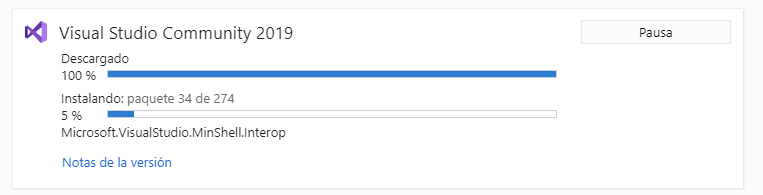 Visual Studio Community 2019
Pausa
Descargado
100 %
Instalando: paquete 34 de 274
5 %
Microsoft.VisualStudio.MinShell.Interop
Notas de la versión